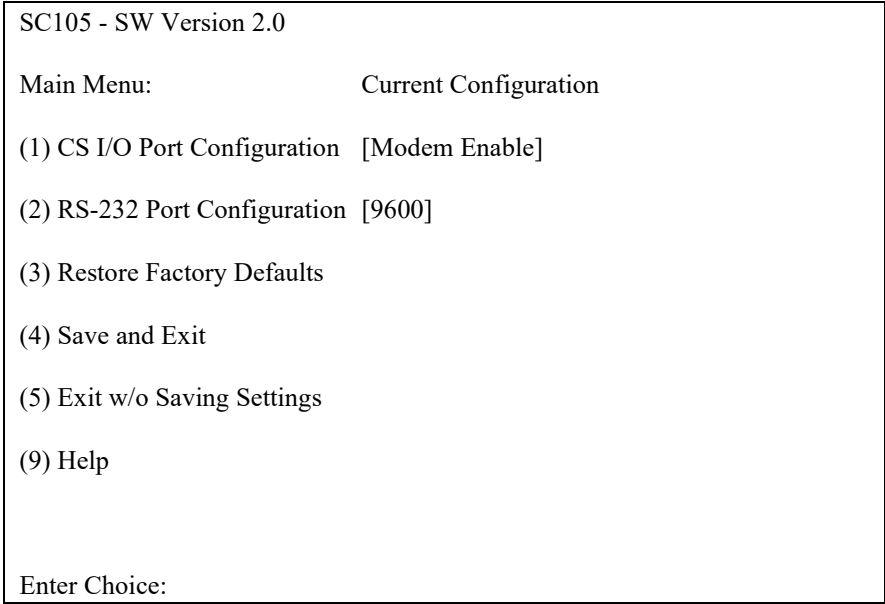 SC105 - SW Version 2.0
Main Menu: Current Configuration
(1) CS I/O Port Configuration [Modem Enable]
(2) RS-232 Port Configuration [9600]
(3) Restore Factory Defaults
(4) Save and Exit
(5) Exit w/o Saving Settings
(9) Help
Enter Choice: